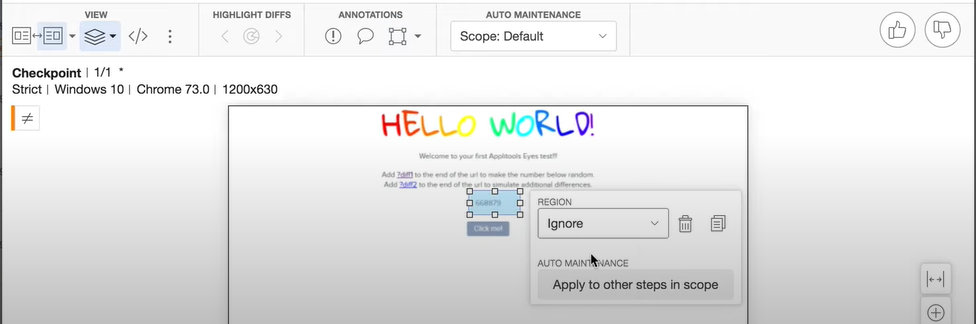 VIEW
HIGHLIGHT DIFFS
ANNOTATIONS
AUTO MAINTENANCE
Scope: Default
Checkpoint | 1/1 *
Strict | Windows 10 | Chrome 73.0 | 1200x630
≠
HELLO WORLD!
Welcome to your first Applitools Eyes test!!!
Add ?diff1 to the end of the url to make the number below random.
Add ?diff2 to the end of the url to simulate additional differences.
668879
Click me!
REGION
Ignore
AUTO MAINTENANCE
Apply to other steps in scope